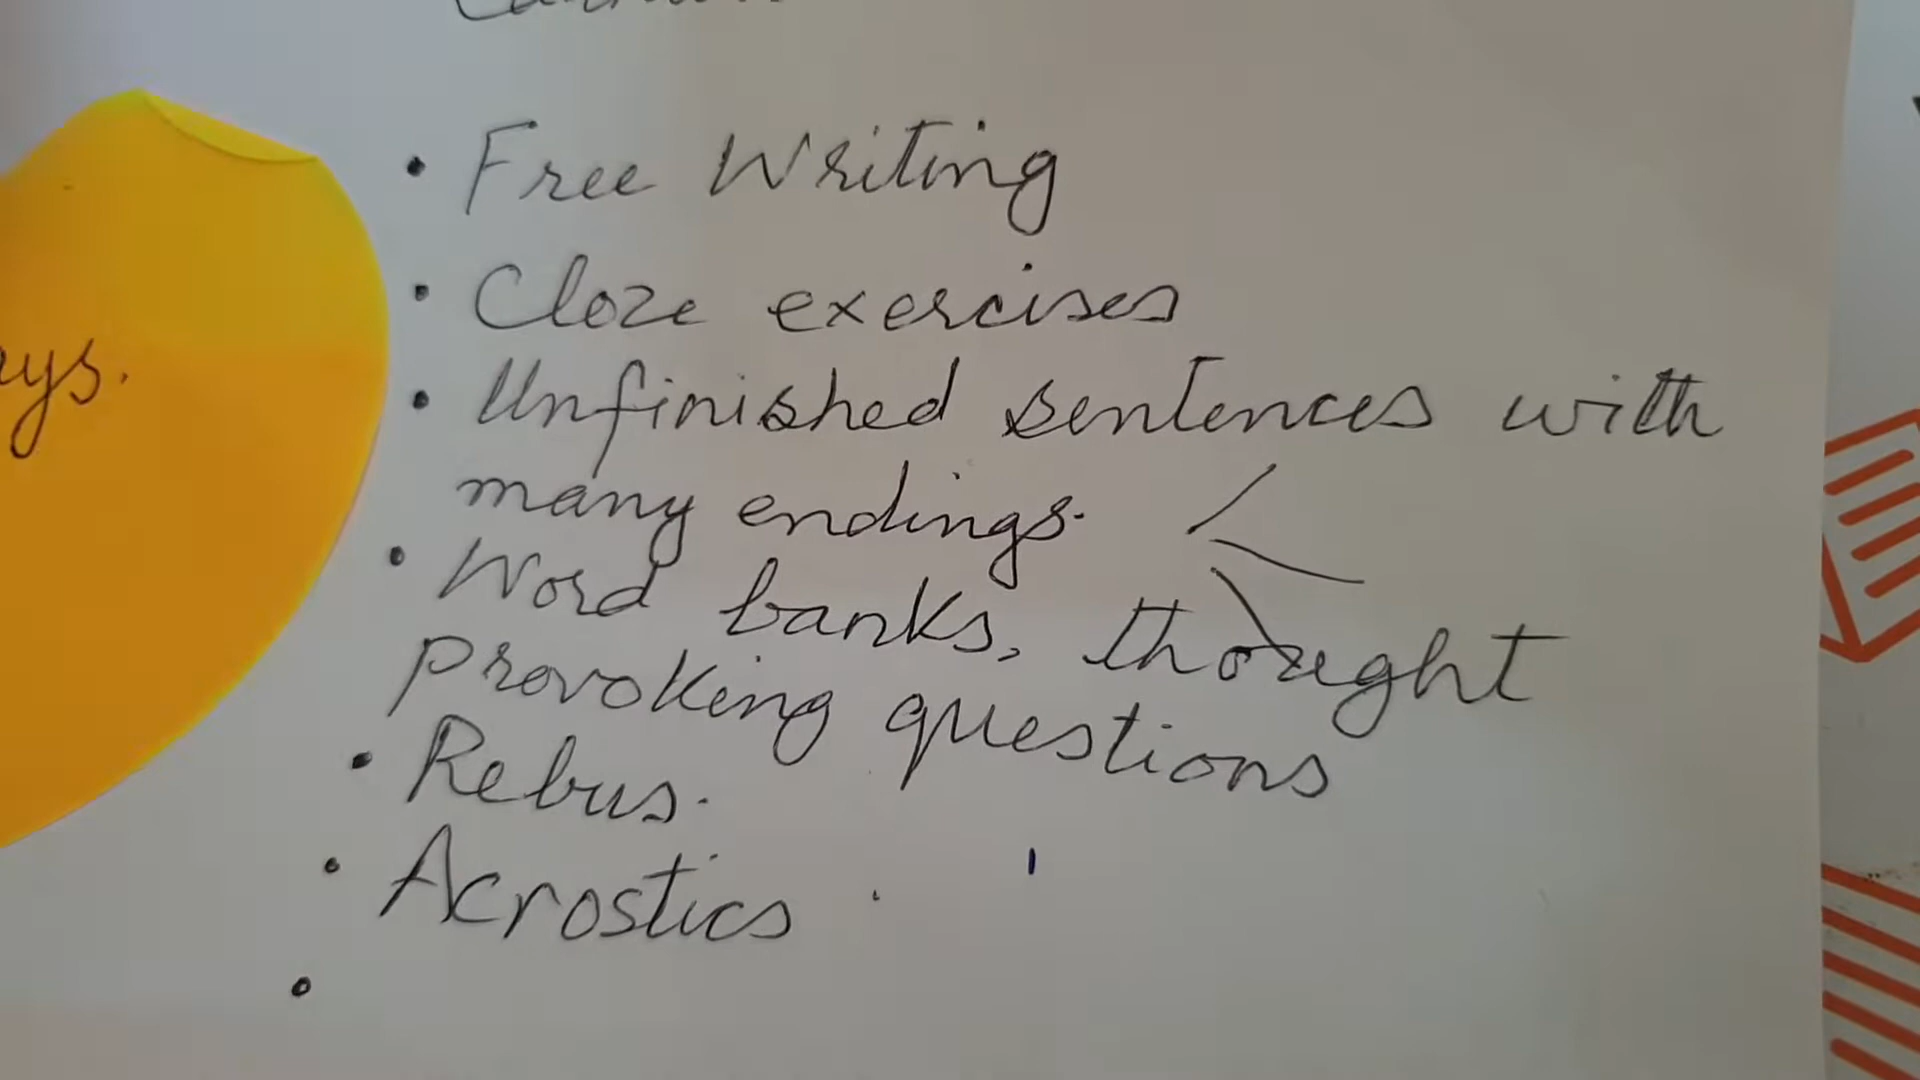 • Free Writing
• Cloze exercises
• Unfinished sentences with
many endings.
• Word banks, thought
provoking questions
• Rebus.
• Acrostics
•